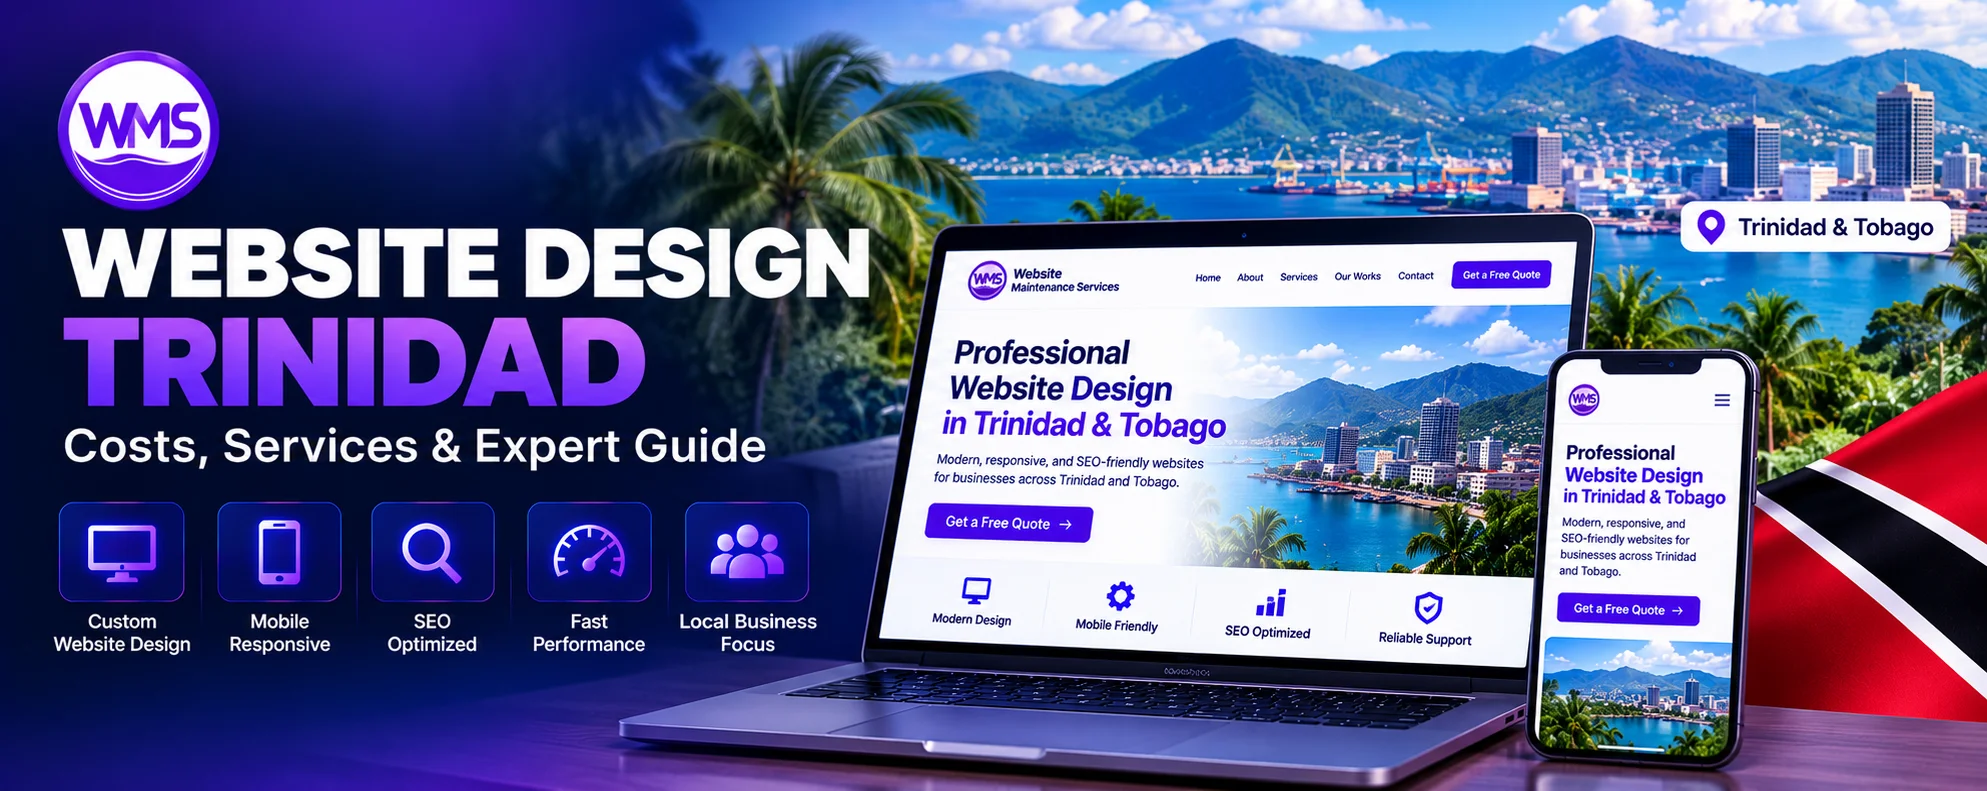 WMS
WEBSITE DESIGN
TRINIDAD
Costs, Services & Expert Guide
Custom
Website Design
Mobile
Responsive
SEO
Optimized
Fast
Performance
Local Business
Focus
Trinidad & Tobago
WMS
Website
Maintenance Services
Home
About
Services
Our Works
Contact
Get a Free Quote
Professional
Website Design
in Trinidad & Tobago
Modern, responsive, and SEO-friendly websites
for businesses across Trinidad and Tobago.
Get a Free Quote →
Modern Design
Mobile Friendly
SEO Optimized
Reliable Support
WMS
Professional
Website Design
in Trinidad & Tobago
Modern, responsive, and
SEO-friendly websites for
businesses across Trinidad
and Tobago.
Get a Free Quote →